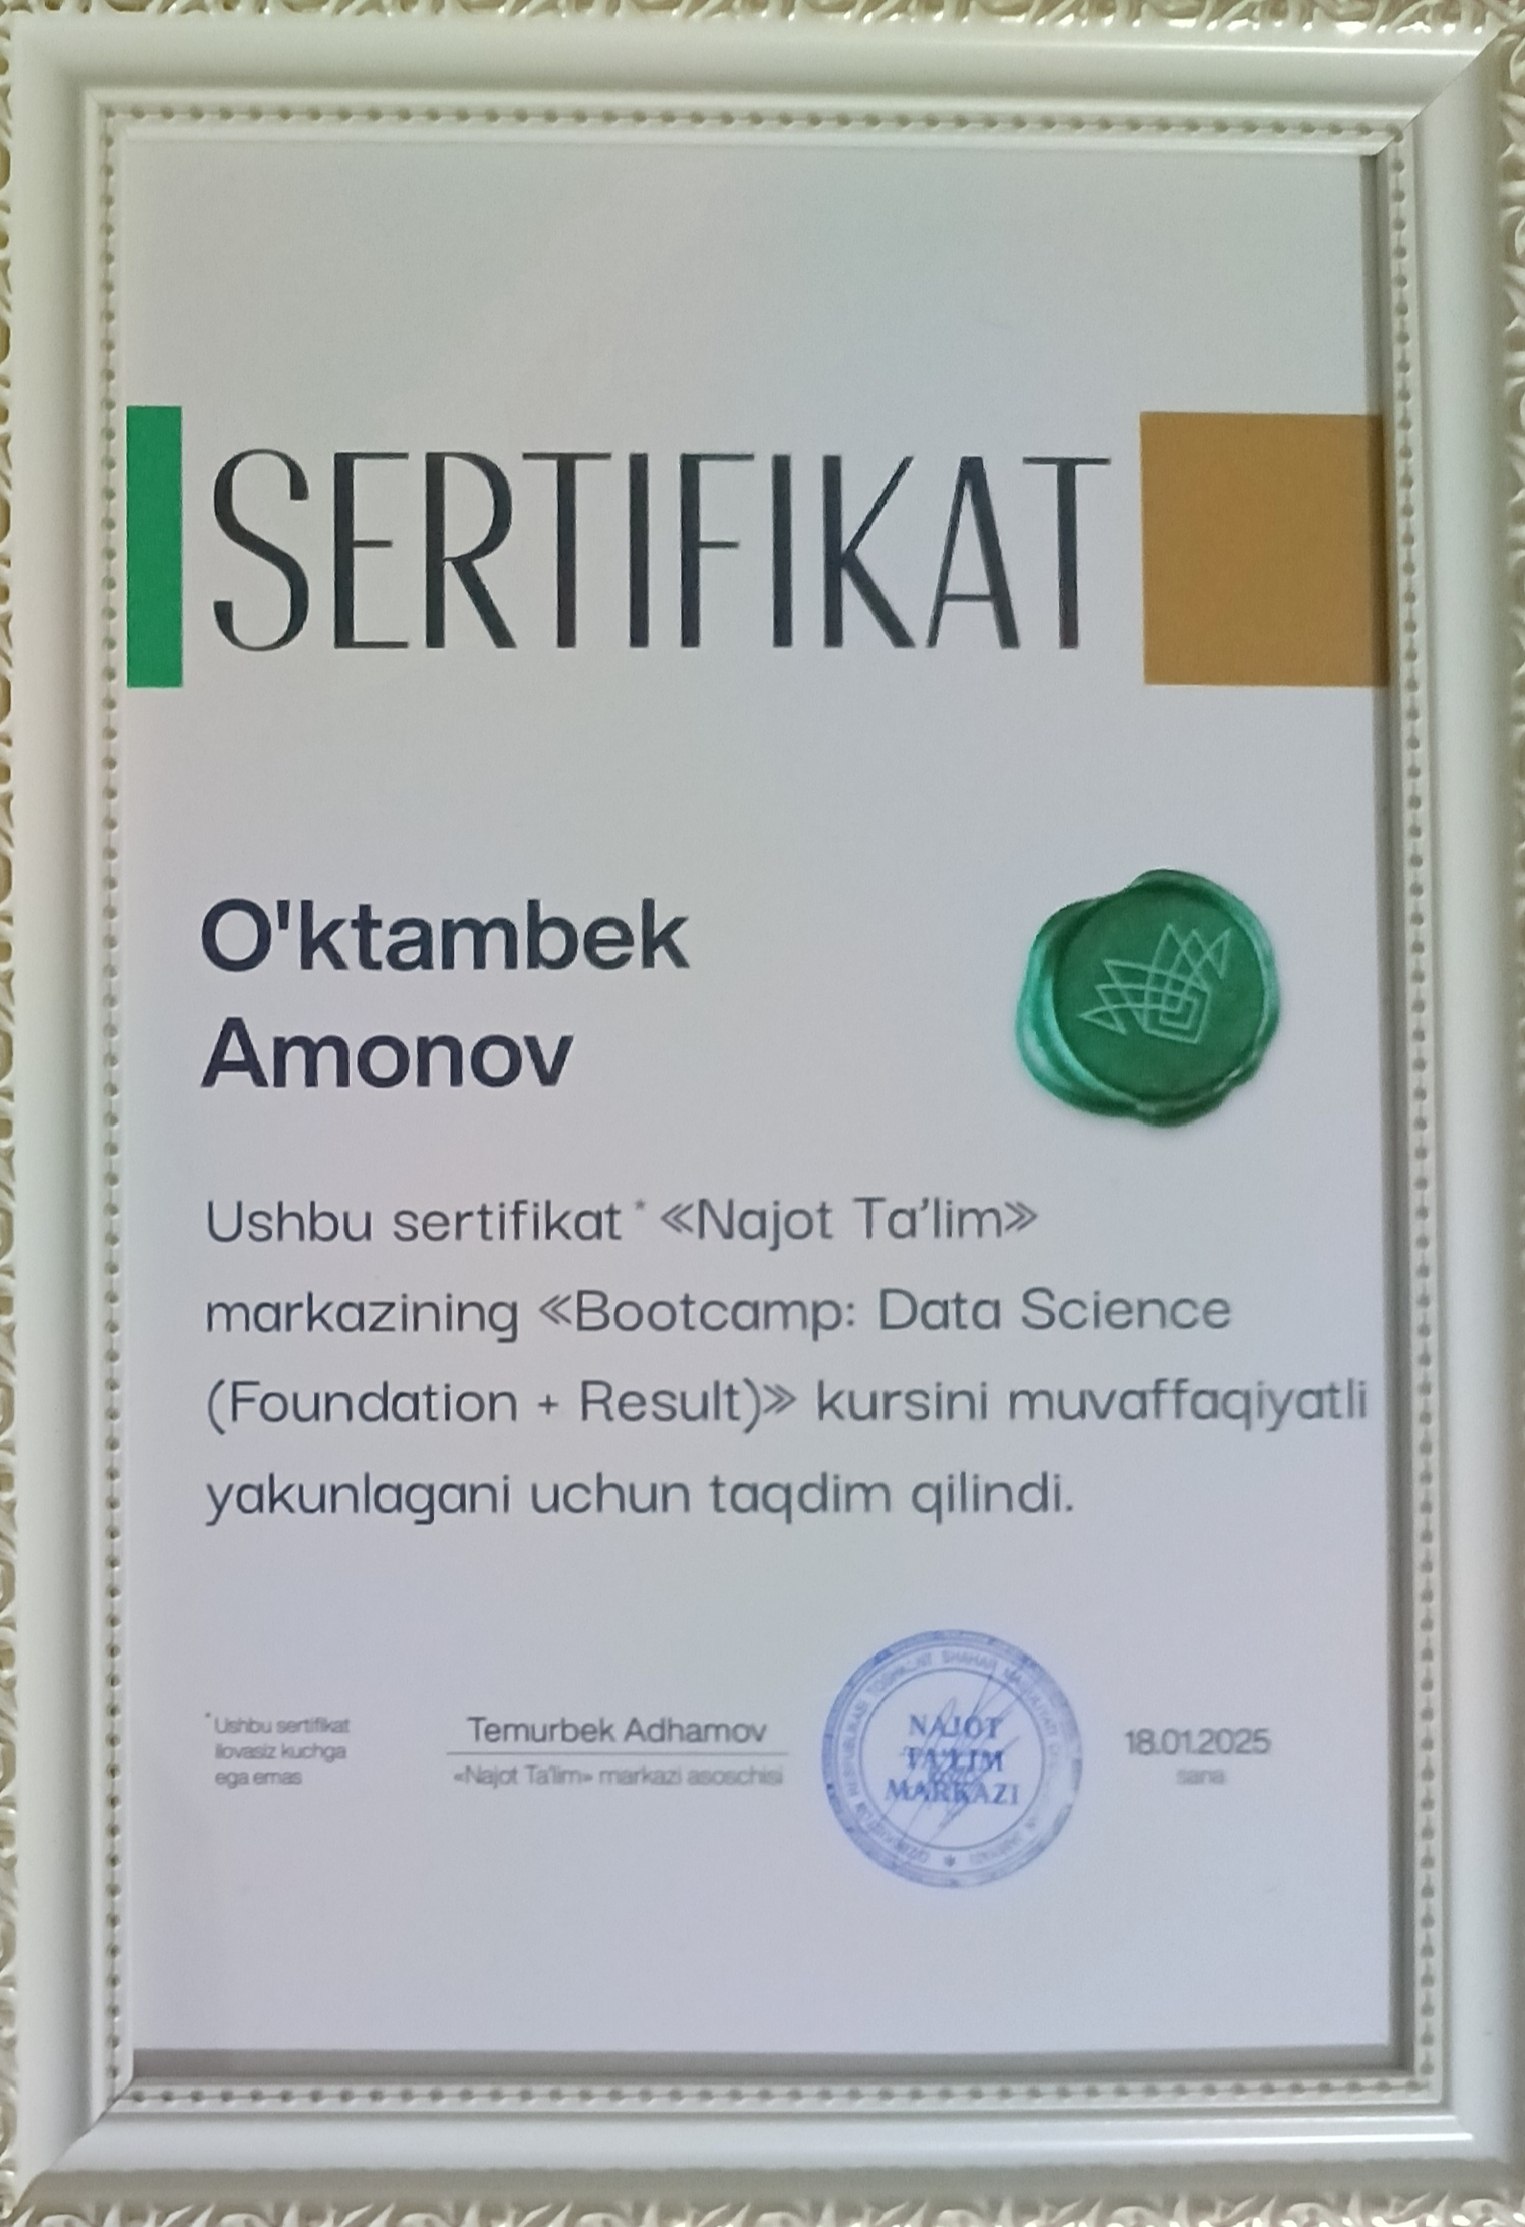 SERTIFIKAT
O'ktambek
Amonov
Ushbu sertifikat * «Najot Ta’lim»
markazining «Bootcamp: Data Science
(Foundation + Result)» kursini muvaffaqiyatli
yakunlagani uchun taqdim qilindi.
*Ushbu sertifikat
ilovasiz kuchga
ega emas
Temurbek Adhamov
«Najot Ta’lim» markazi asoschisi
NAJOT
TA'LIM
MARKAZI
TOSHKENT SHAHAR
18.01.2025
sana